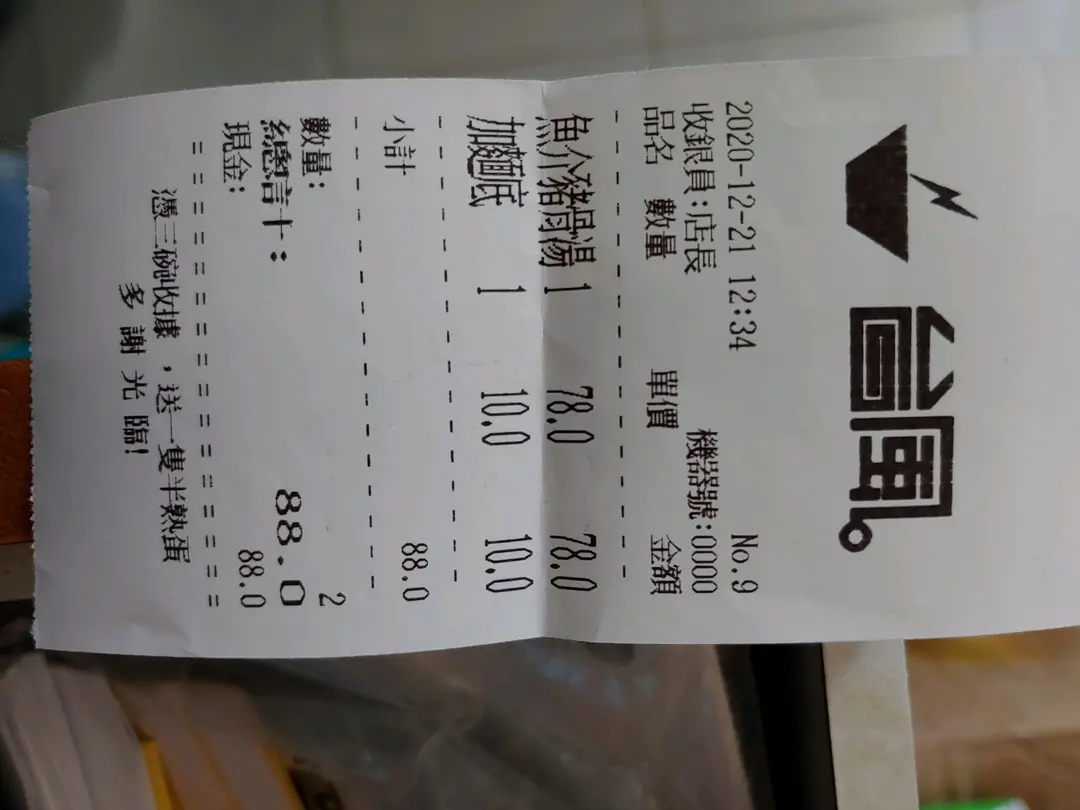 2020-12-21 12:34 No.9
收銀員:店長 機器號:0000
品名 數量 單價 金額
- - - - - - - - - - - - - - - -
魚介豬骨湯 1 78.0 78.0
加麵底 1 10.0 10.0
- - - - - - - - - - - - - - - -
小計 88.0
- - - - - - - - - - - - - - - -
數量: 2
總計: 88.0
現金: 88.0
= = = = = = = = = = = = = = = =
憑三碗收據，送一隻半熟蛋
多 謝 光 臨!